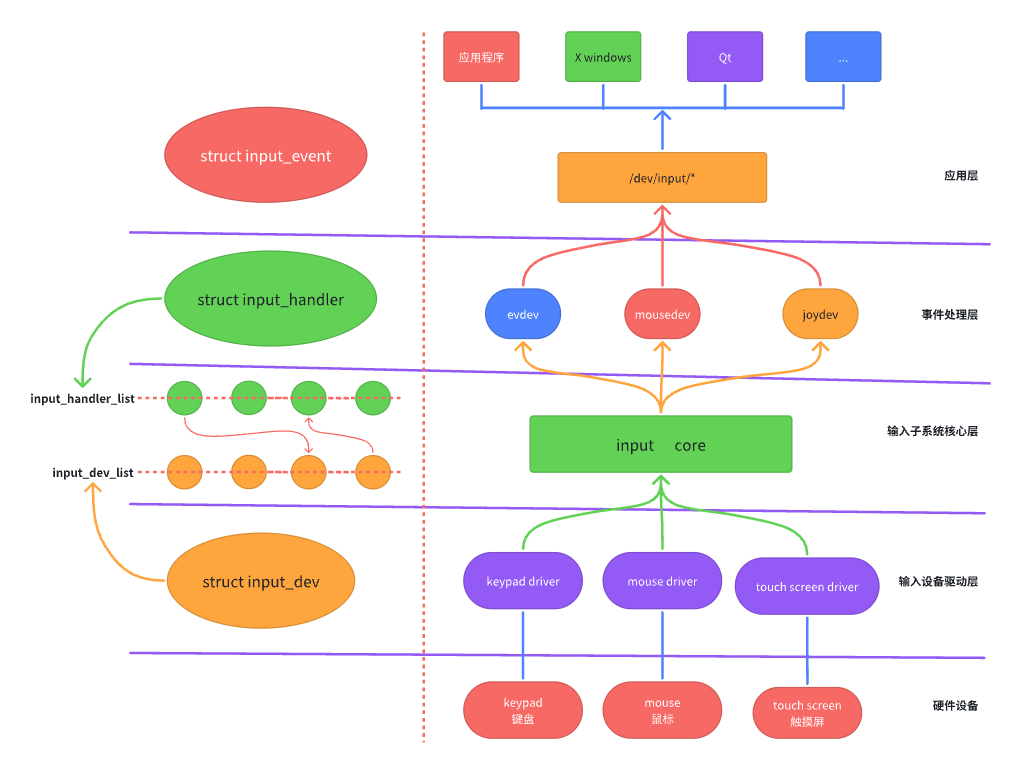 应用程序
X windows
Qt
...
struct input_event
/dev/input/*
应用层
struct input_handler
evdev
mousedev
joydev
事件处理层
input_handler_list
input core
输入子系统核心层
input_dev_list
struct input_dev
keypad driver
mouse driver
touch screen driver
输入设备驱动层
keypad
键盘
mouse
鼠标
touch screen
触摸屏
硬件设备